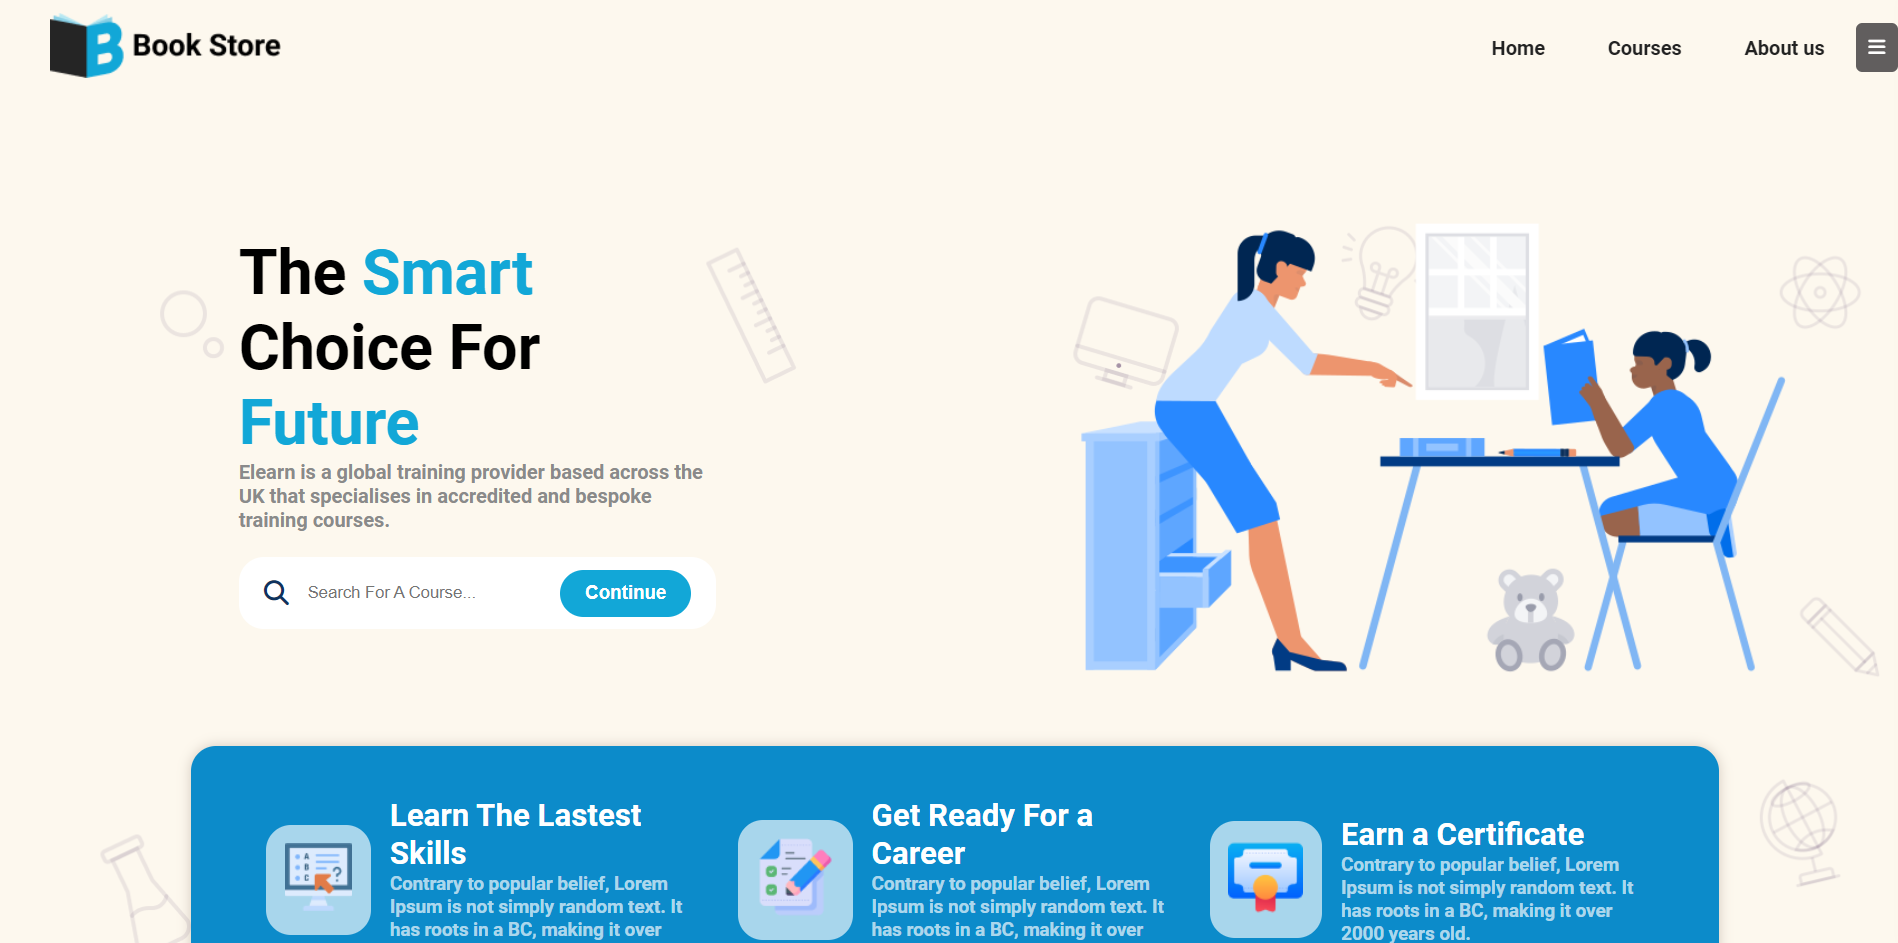 Book Store
Home
Courses
About us
The Smart
Choice For
Future
Elearn is a global training provider based across the
UK that specialises in accredited and bespoke
training courses.
Search For A Course...
Continue
Learn The Lastest
Skills
Contrary to popular belief, Lorem
Ipsum is not simply random text. It
has roots in a BC, making it over
Get Ready For a
Career
Contrary to popular belief, Lorem
Ipsum is not simply random text. It
has roots in a BC, making it over
Earn a Certificate
Contrary to popular belief, Lorem
Ipsum is not simply random text. It
has roots in a BC, making it over
2000 years old.